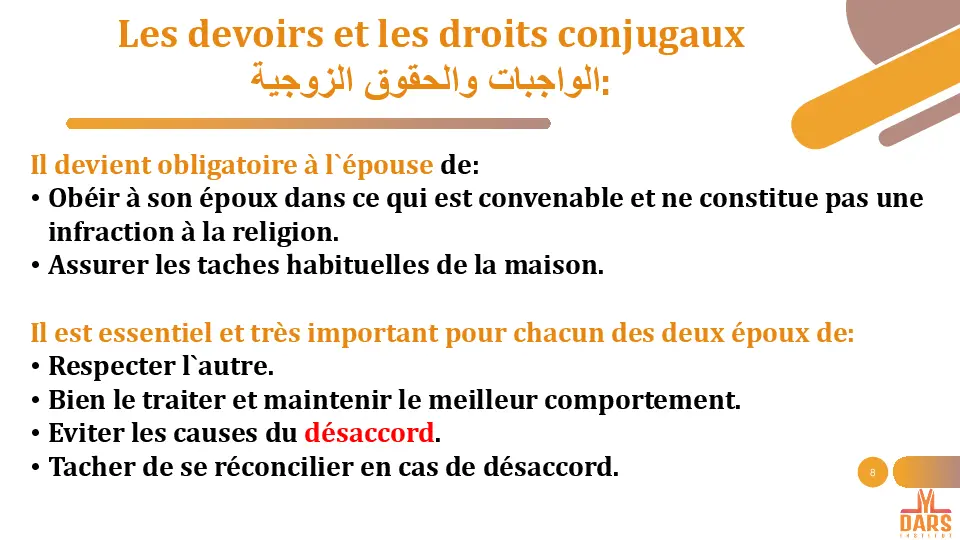 Les devoirs et les droits conjugaux
الواجبات والحقوق الزوجية:
Il devient obligatoire à l`épouse de:
• Obéir à son époux dans ce qui est convenable et ne constitue pas une
infraction à la religion.
• Assurer les taches habituelles de la maison.
Il est essentiel et très important pour chacun des deux époux de:
• Respecter l`autre.
• Bien le traiter et maintenir le meilleur comportement.
• Eviter les causes du désaccord.
• Tacher de se réconcilier en cas de désaccord.
8
DARS
INSTITUT